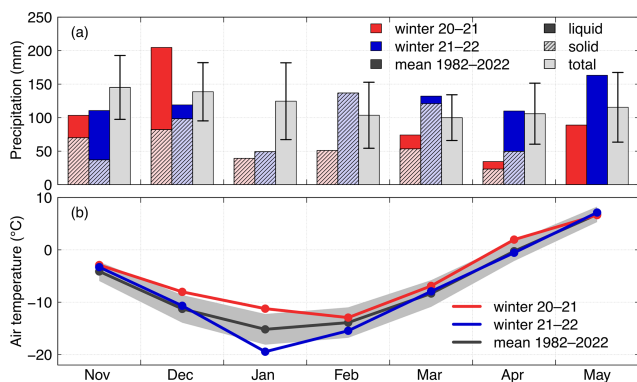 (a)
winter 20–21
winter 21–22
mean 1982–2022
liquid
solid
total
Precipitation (mm)
250
200
150
100
50
0
(b)
Air temperature (°C)
10
0
−10
−20
winter 20–21
winter 21–22
mean 1982–2022
Nov Dec Jan Feb Mar Apr May